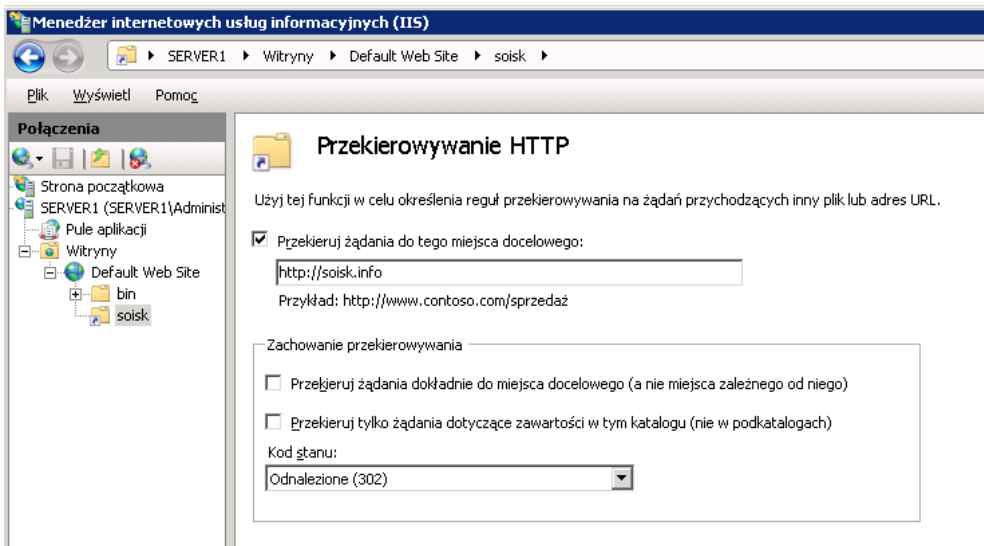 Menedżer internetowych usług informacyjnych (IIS)
SERVER1 Witryny Default Web Site soisk
Plik Wyświetl Pomoc
Połączenia
Strona początkowa
SERVER1 (SERVER1\Administ
Pule aplikacji
Witryny
Default Web Site
bin
soisk
Przekierowywanie HTTP
Użyj tej funkcji w celu określenia reguł przekierowywania na żądań przychodzących inny plik lub adres URL.
Przekieruj żądania do tego miejsca docelowego:
http://soisk.info
Przykład: http://www.contoso.com/sprzedaż
Zachowanie przekierowywania
Przekieruj żądania dokładnie do miejsca docelowego (a nie miejsca zależnego od niego)
Przekieruj tylko żądania dotyczące zawartości w tym katalogu (nie w podkatalogach)
Kod stanu:
Odnalezione (302)